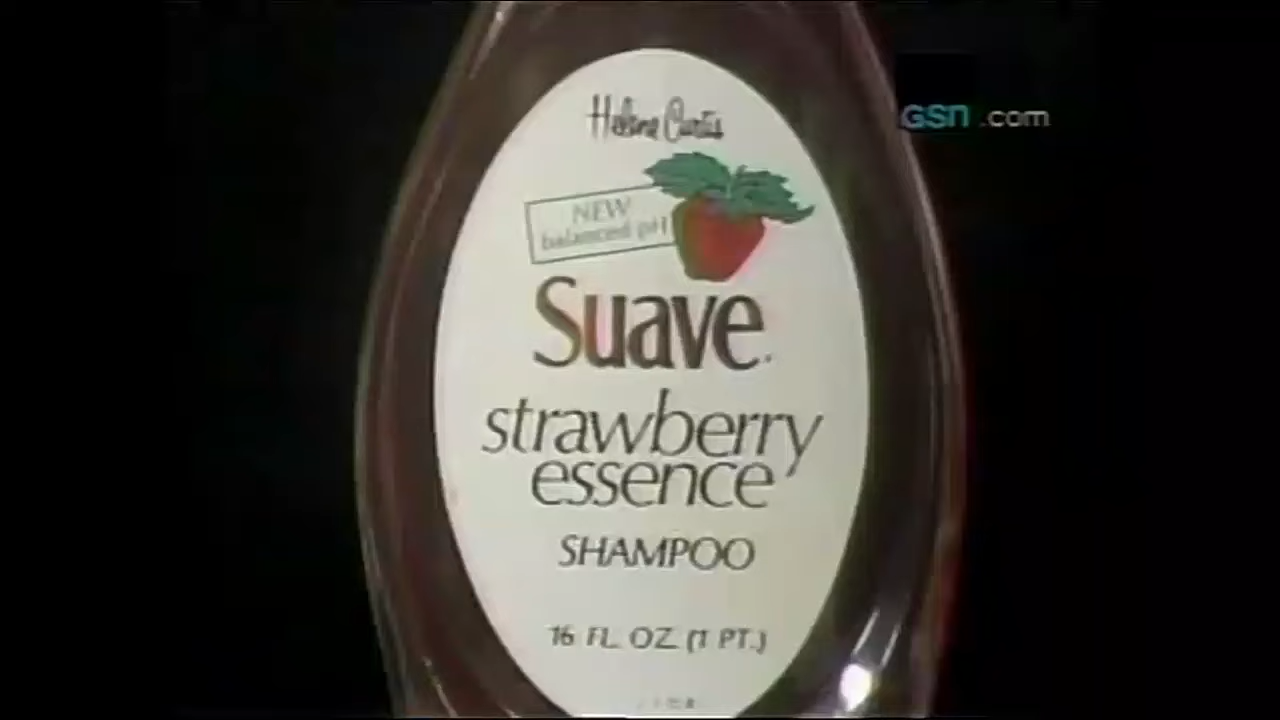 Helene Curtis
GSN.com
NEW
balanced pH
Suave
strawberry
essence
SHAMPOO
16 FL. OZ. (1 PT.)